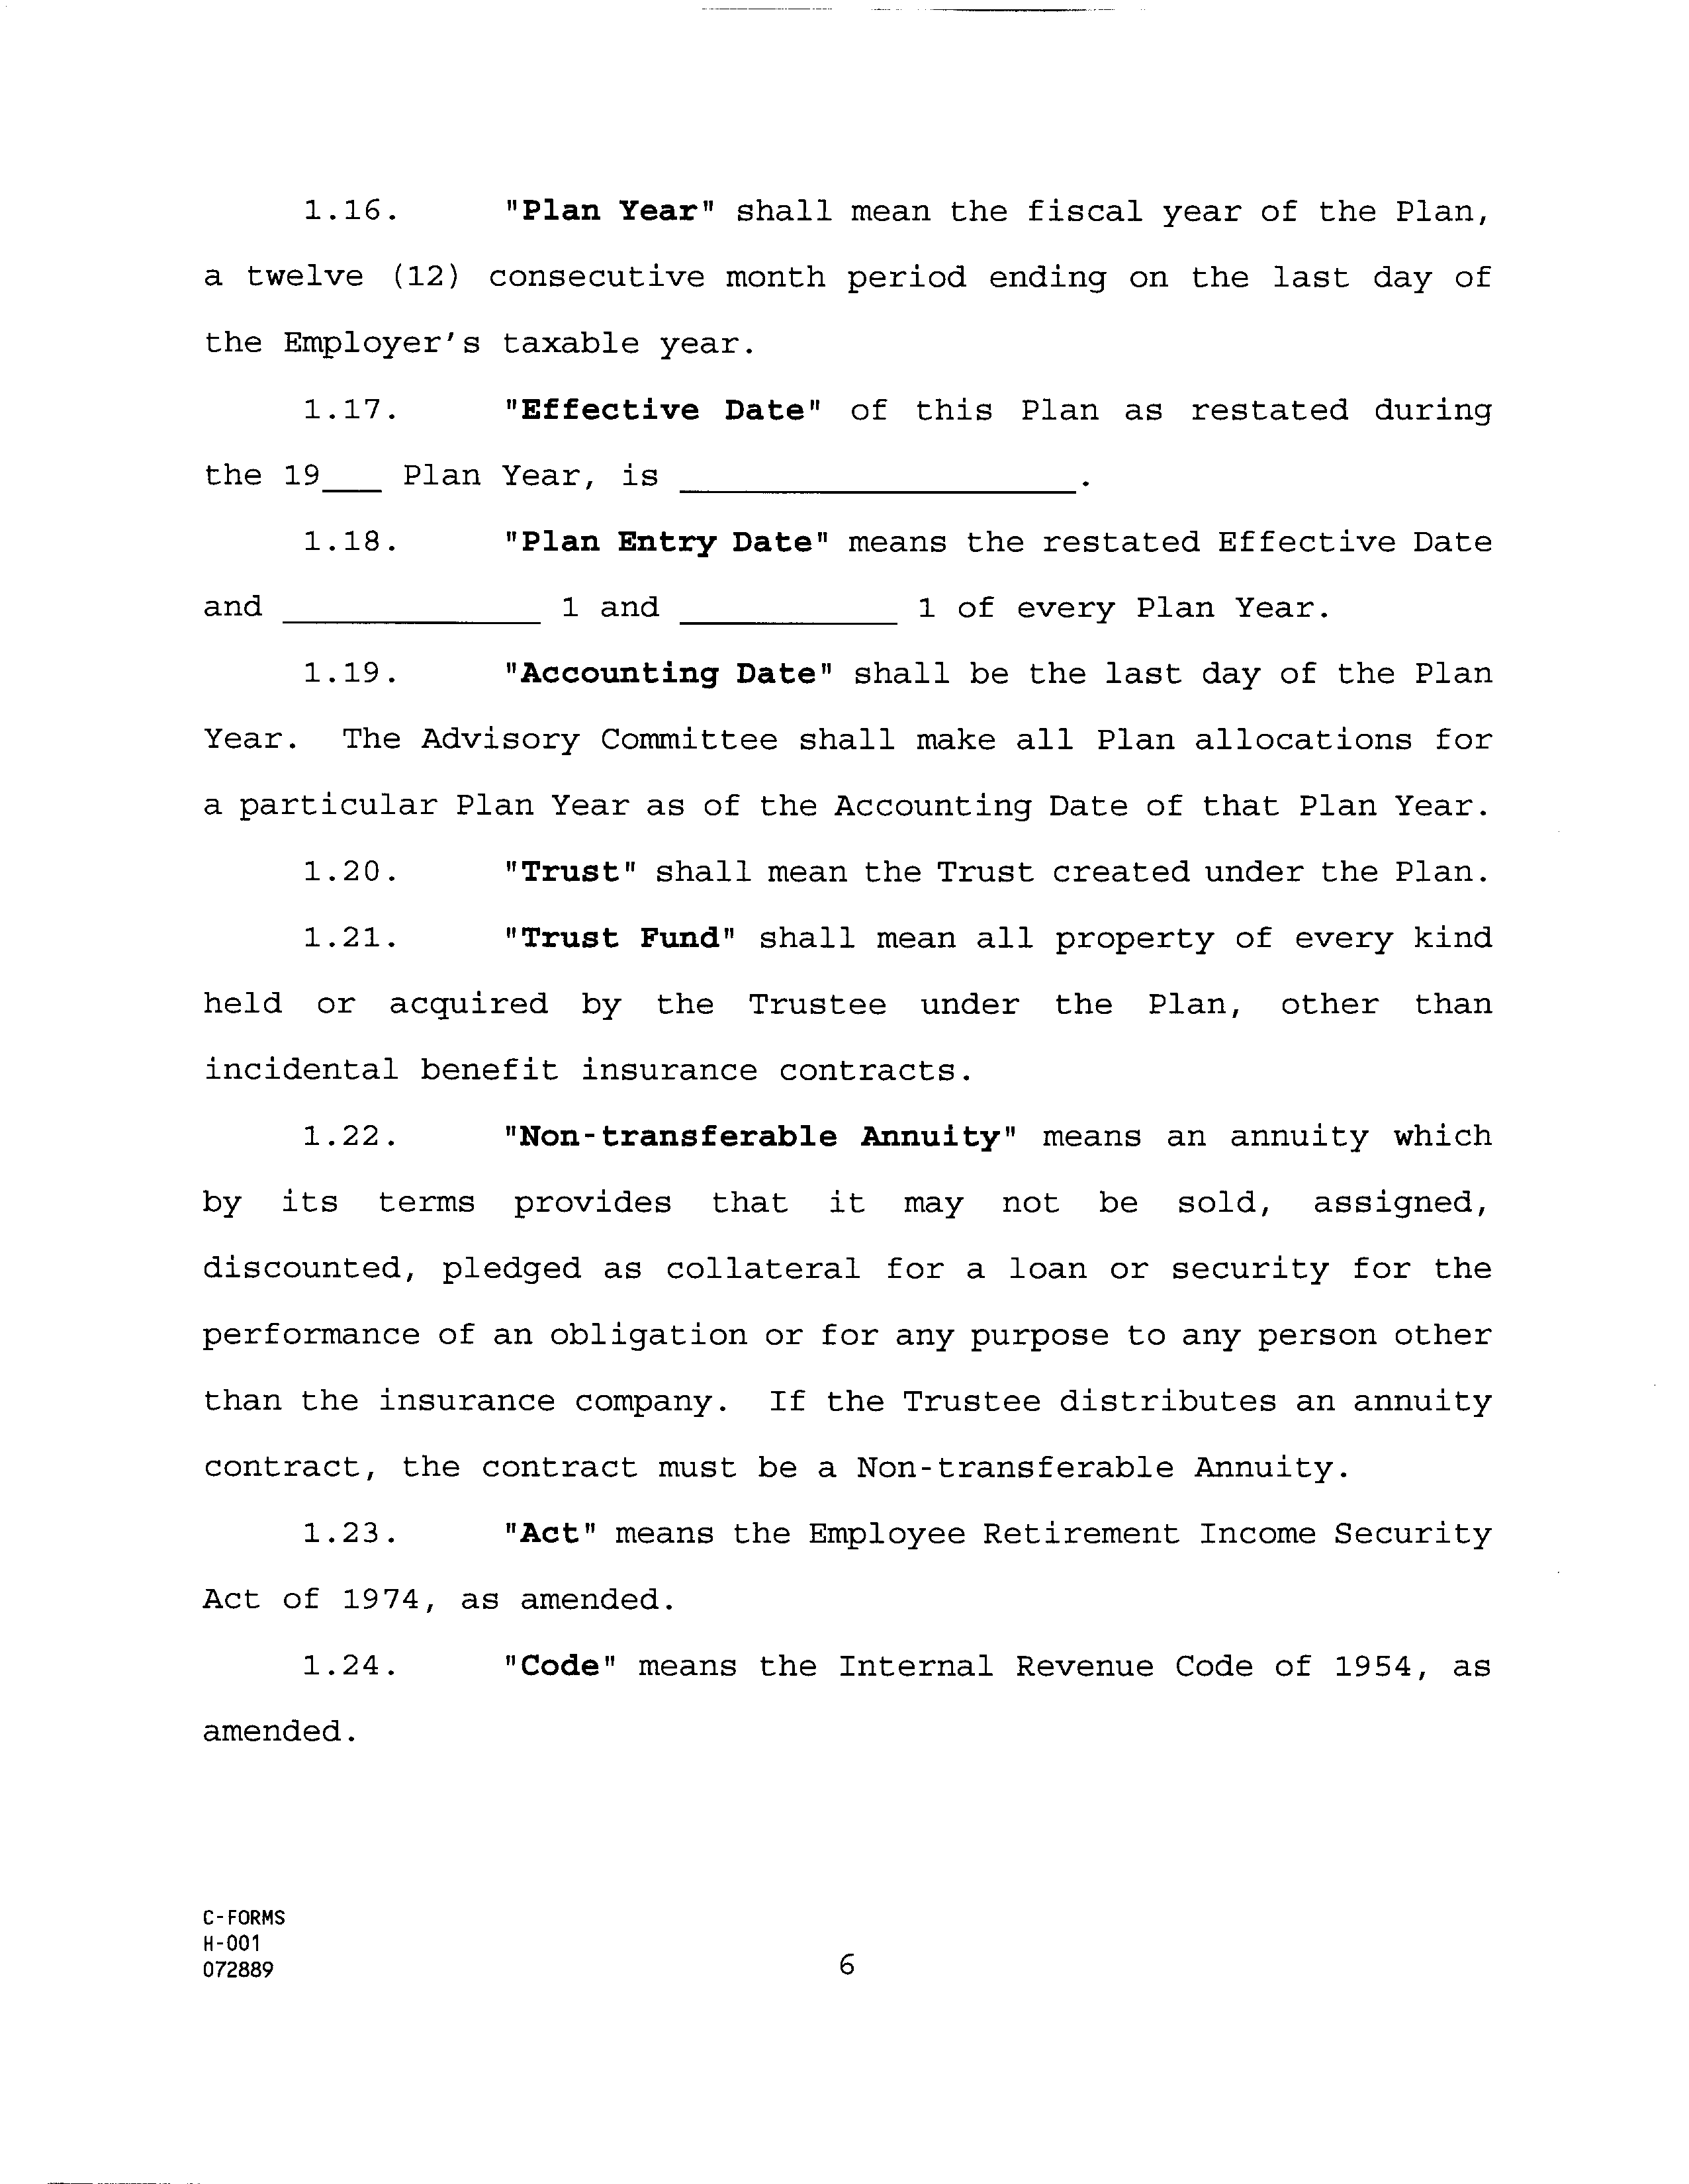 1.16. "Plan Year" shall mean the fiscal year of the Plan,
a twelve (12) consecutive month period ending on the last day of
the Employer's taxable year.
1.17. "Effective Date" of this Plan as restated during
the 19___ Plan Year, is ____________________.
1.18. "Plan Entry Date" means the restated Effective Date
and _____________ 1 and ___________ 1 of every Plan Year.
1.19. "Accounting Date" shall be the last day of the Plan
Year. The Advisory Committee shall make all Plan allocations for
a particular Plan Year as of the Accounting Date of that Plan Year.
1.20. "Trust" shall mean the Trust created under the Plan.
1.21. "Trust Fund" shall mean all property of every kind
held or acquired by the Trustee under the Plan, other than
incidental benefit insurance contracts.
1.22. "Non-transferable Annuity" means an annuity which
by its terms provides that it may not be sold, assigned,
discounted, pledged as collateral for a loan or security for the
performance of an obligation or for any purpose to any person other
than the insurance company. If the Trustee distributes an annuity
contract, the contract must be a Non-transferable Annuity.
1.23. "Act" means the Employee Retirement Income Security
Act of 1974, as amended.
1.24. "Code" means the Internal Revenue Code of 1954, as
amended.
C-FORMS
H-001
072889
6